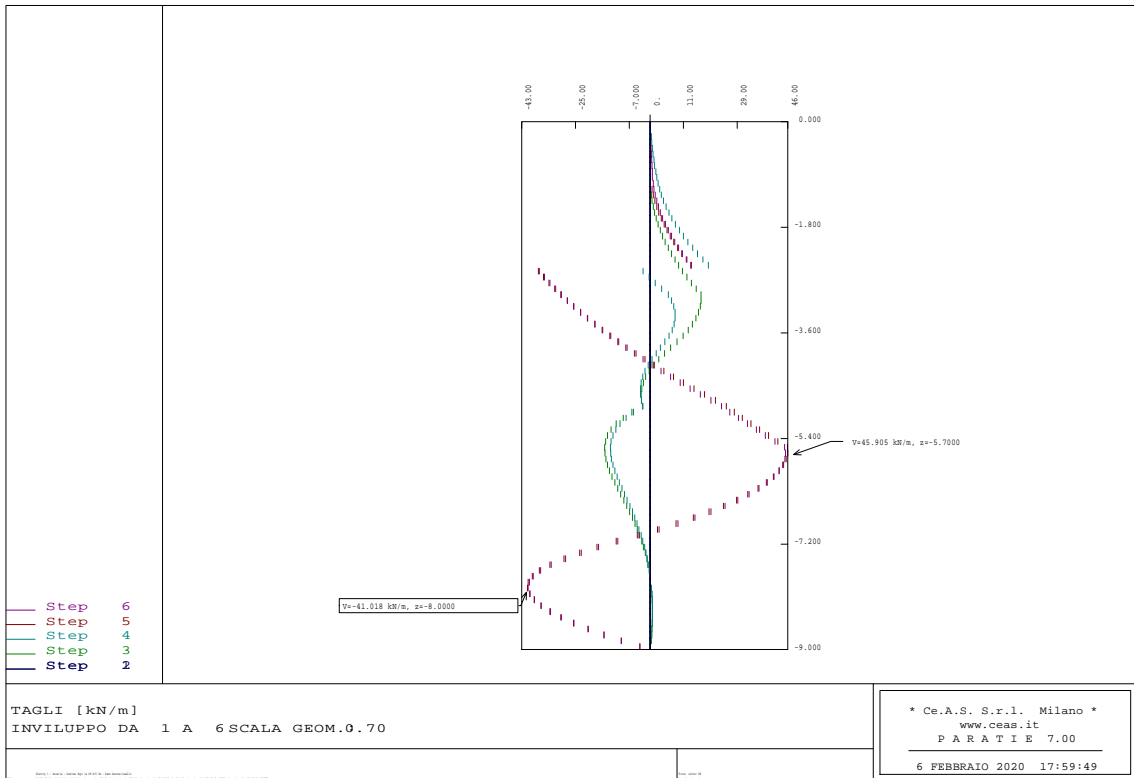 -43.00
-25.00
-7.000
0.
11.00
29.00
46.00
0.000
-1.800
-3.600
-5.400
V=45.905 kN/m, z=-5.7000
-7.200
V=-41.018 kN/m, z=-8.0000
-9.000
Step 6
Step 5
Step 4
Step 3
Step
TAGLI [kN/m]
INVILUPPO DA 1 A 6 SCALA GEOM. 0.70
* Ce.A.S. S.r.l. Milano *
www.ceas.it
P A R A T I E 7.00
6 FEBBRAIO 2020 17:59:49